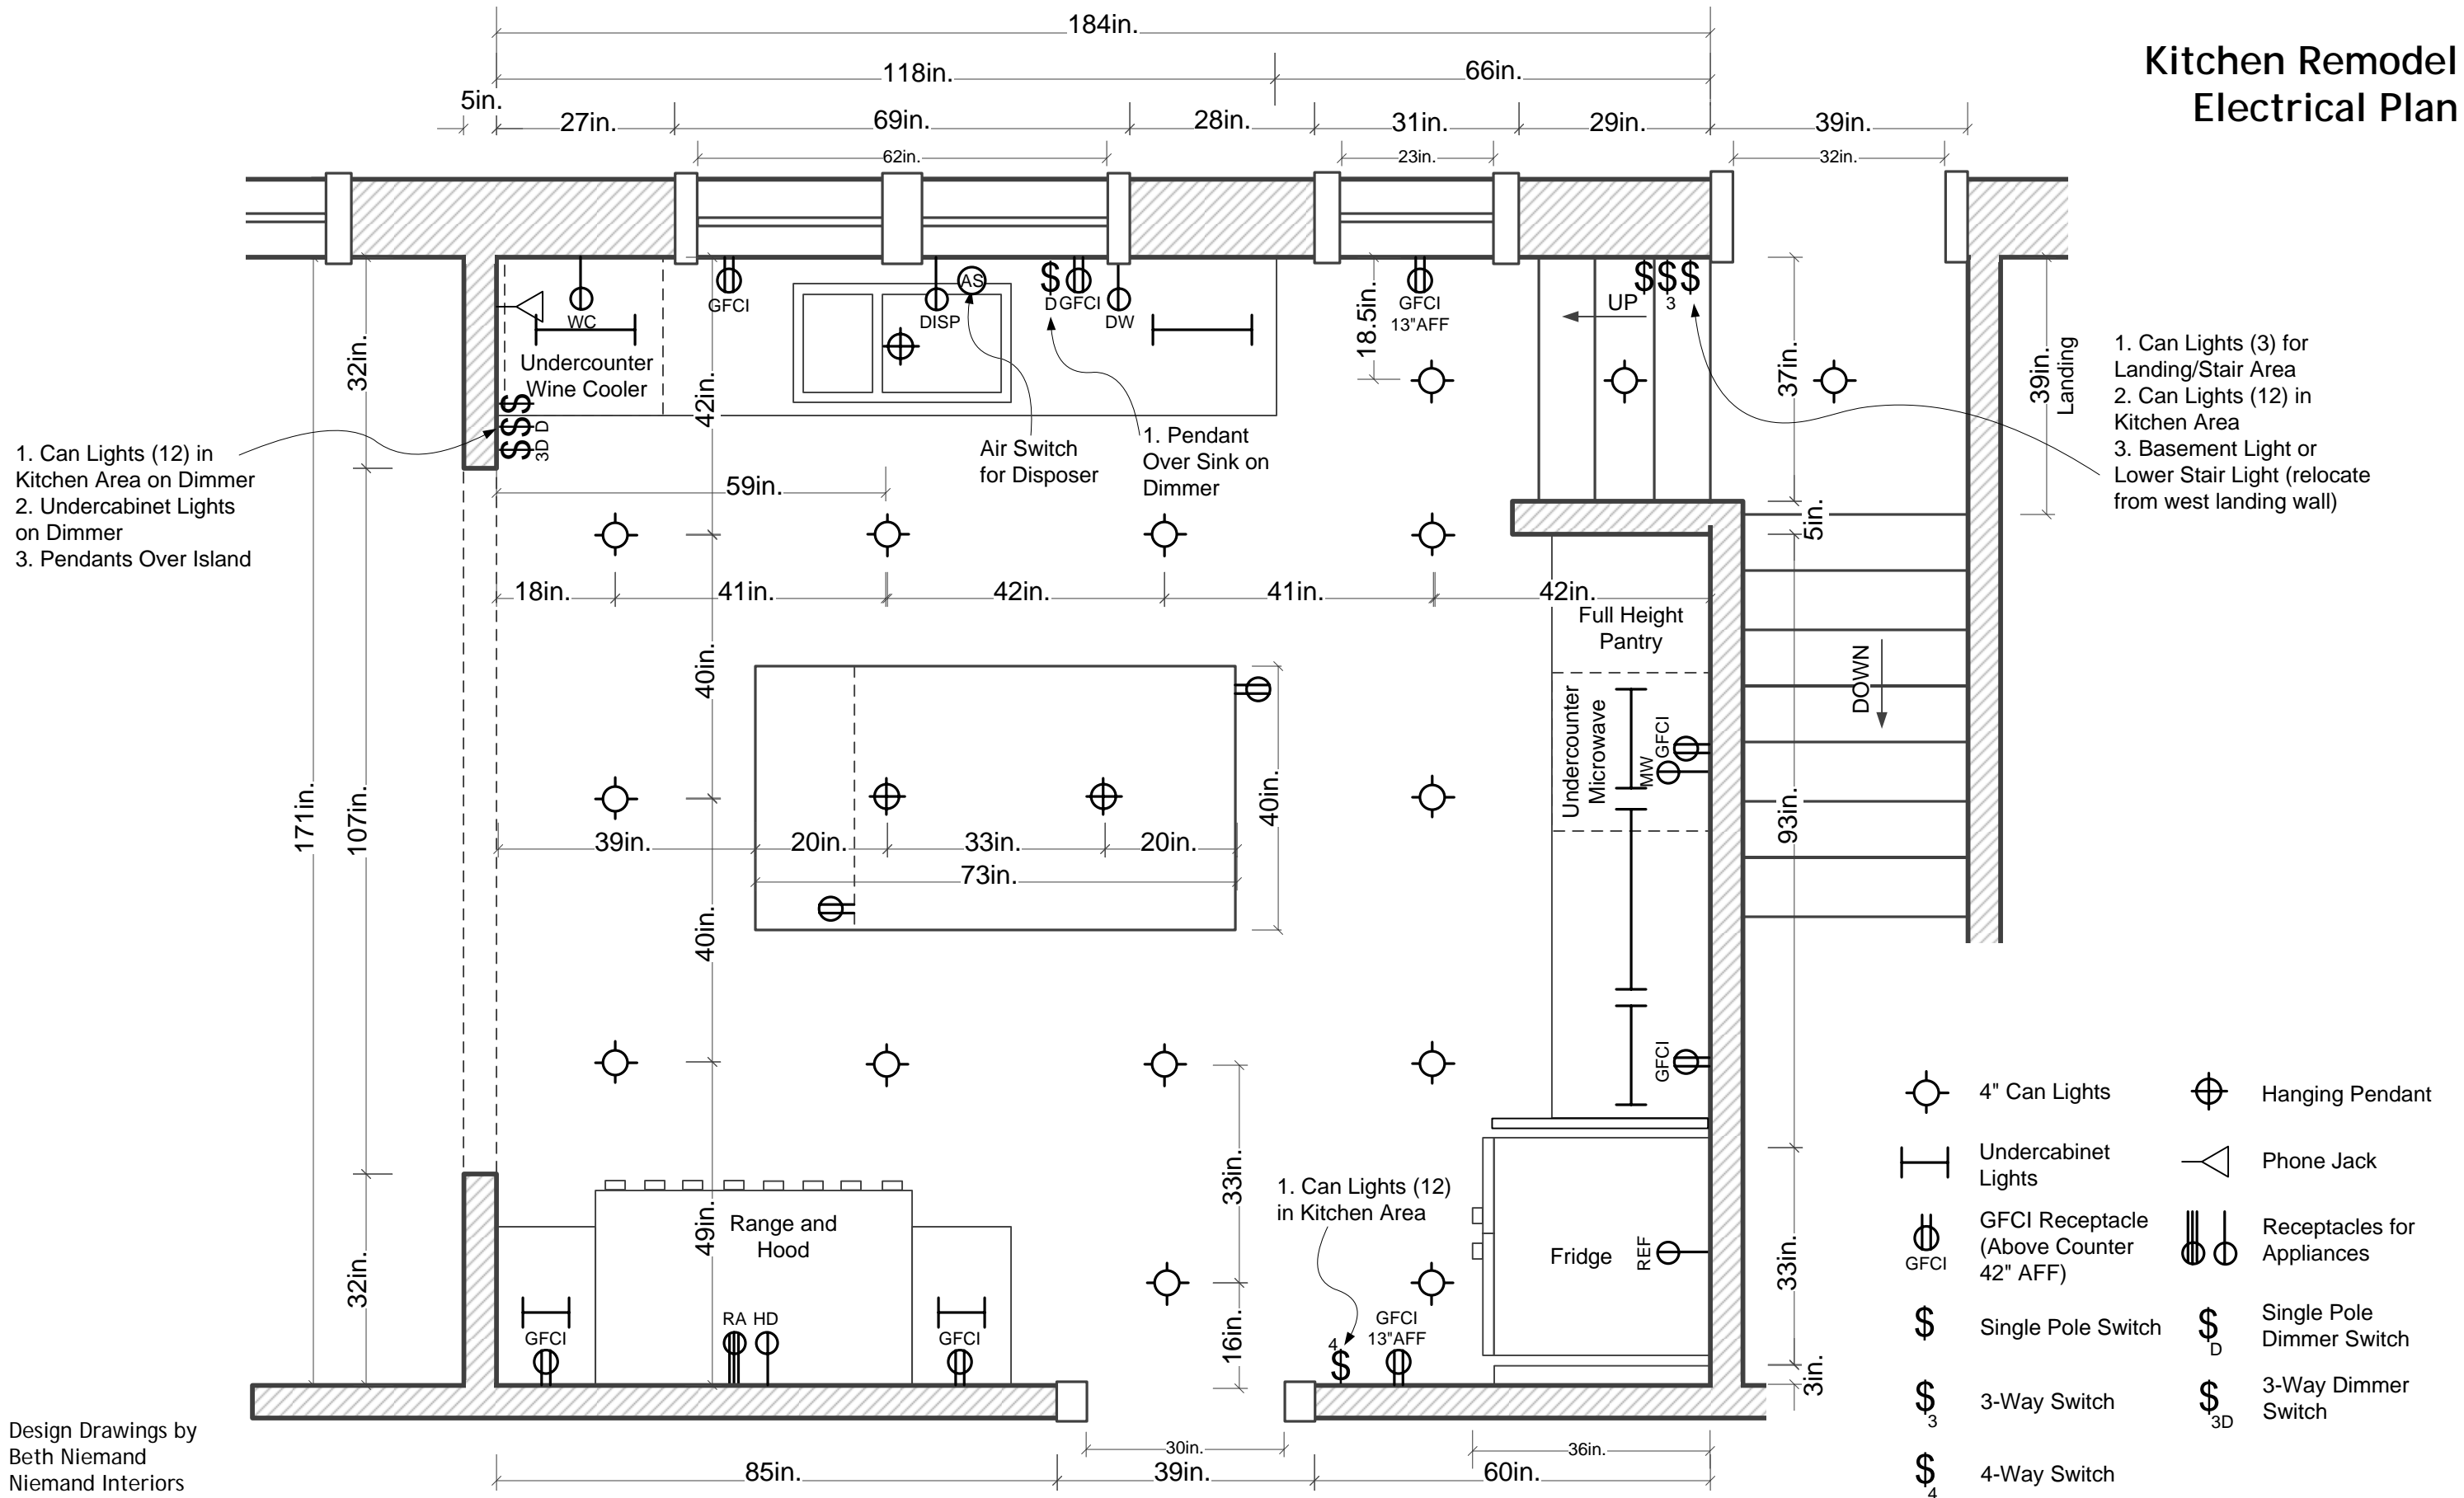 184in.
Kitchen Remodel
Electrical Plan
118in.
66in.
5in.
27in.
69in.
28in.
31in.
29in.
39in.
62in.
23in.
32in.
WC
GFCI
DISP
AS
$
D
GFCI
DW
GFCI
13"AFF
18.5in.
UP
$$$
3
Undercounter
Wine Cooler
32in.
42in.
37in.
39in.
Landing
1. Can Lights (3) for
Landing/Stair Area
2. Can Lights (12) in
Kitchen Area
3. Basement Light or
Lower Stair Light (relocate
from west landing wall)
$$$
3D D
1. Can Lights (12) in
Kitchen Area on Dimmer
2. Undercabinet Lights
on Dimmer
3. Pendants Over Island
Air Switch
for Disposer
1. Pendant
Over Sink on
Dimmer
59in.
5in.
18in.
41in.
42in.
41in.
42in.
Full Height
Pantry
40in.
Undercounter
Microwave
GFCI
MW
DOWN
171in.
107in.
40in.
93in.
39in.
20in.
33in.
20in.
73in.
40in.
GFCI
33in.
49in.
Range and
Hood
1. Can Lights (12)
in Kitchen Area
Fridge
REF
33in.
32in.
GFCI
RA HD
GFCI
16in.
4
$
GFCI
13"AFF
3in.
30in.
36in.
85in.
39in.
60in.
4" Can Lights
Hanging Pendant
Undercabinet
Lights
Phone Jack
GFCI
GFCI Receptacle
(Above Counter
42" AFF)
Receptacles for
Appliances
$
Single Pole Switch
$
D
Single Pole
Dimmer Switch
$
3
3-Way Switch
$
3D
3-Way Dimmer
Switch
$
4
4-Way Switch
Design Drawings by
Beth Niemand
Niemand Interiors